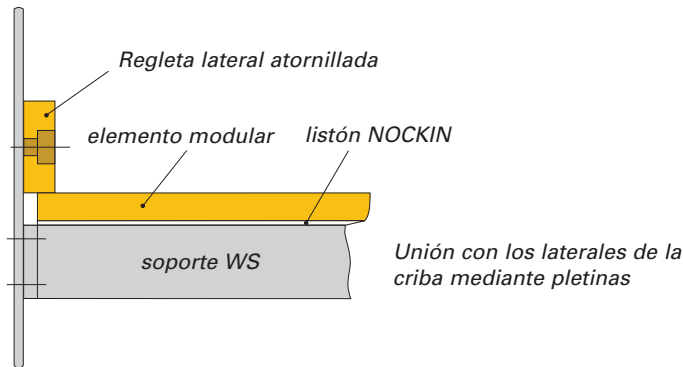 Regleta lateral atornillada
elemento modular
listón NOCKIN
soporte WS
Unión con los laterales de la
criba mediante pletinas